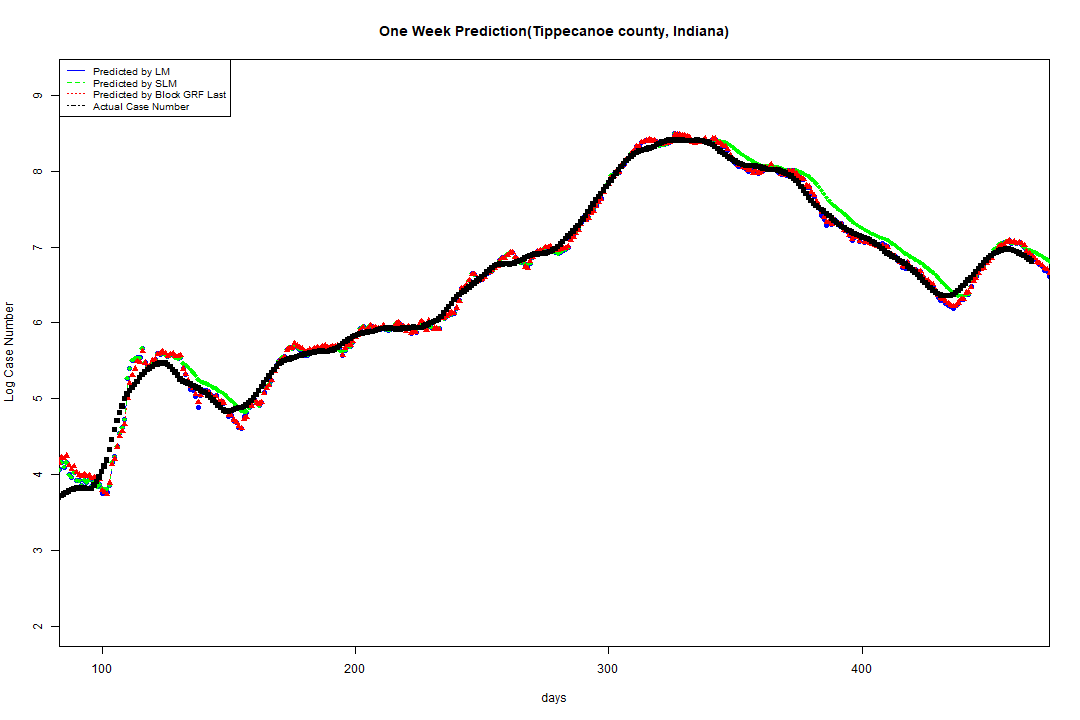 One Week Prediction(Tippecanoe county, Indiana)
Predicted by LM
Predicted by SLM
Predicted by Block GRF Last
Actual Case Number
9
8
7
6
5
4
3
2
Log Case Number
100
200
300
400
days